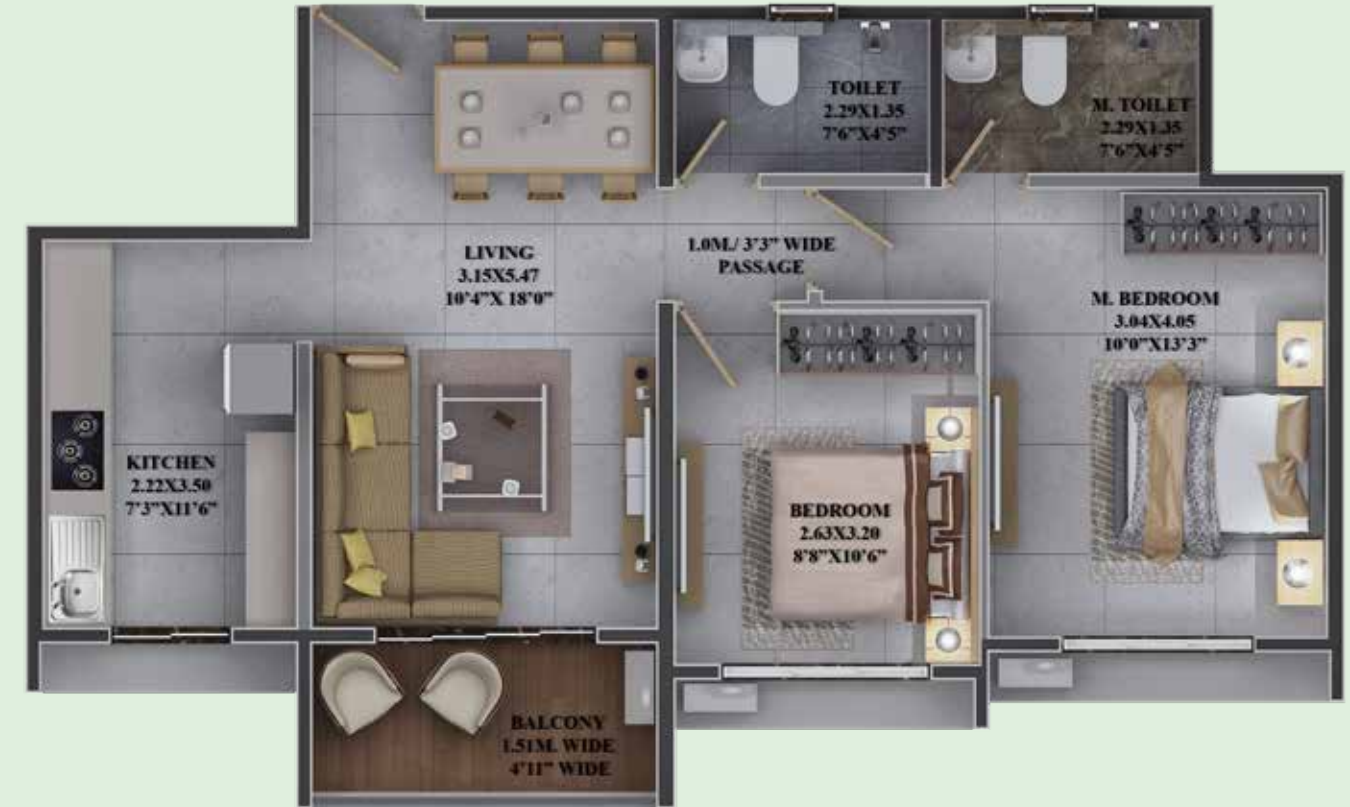 TOILET
2.29X1.35
7'6"X4'5"
M. TOILET
2.29X1.35
7'6"X4'5"
LIVING
3.15X5.47
10'4"X 18'0"
1.0M./ 3'3" WIDE
PASSAGE
M. BEDROOM
3.04X4.05
10'0"X13'3"
KITCHEN
2.22X3.50
7'3"X11'6"
BEDROOM
2.63X3.20
8'8"X10'6"
BALCONY
1.51M. WIDE
4'11" WIDE